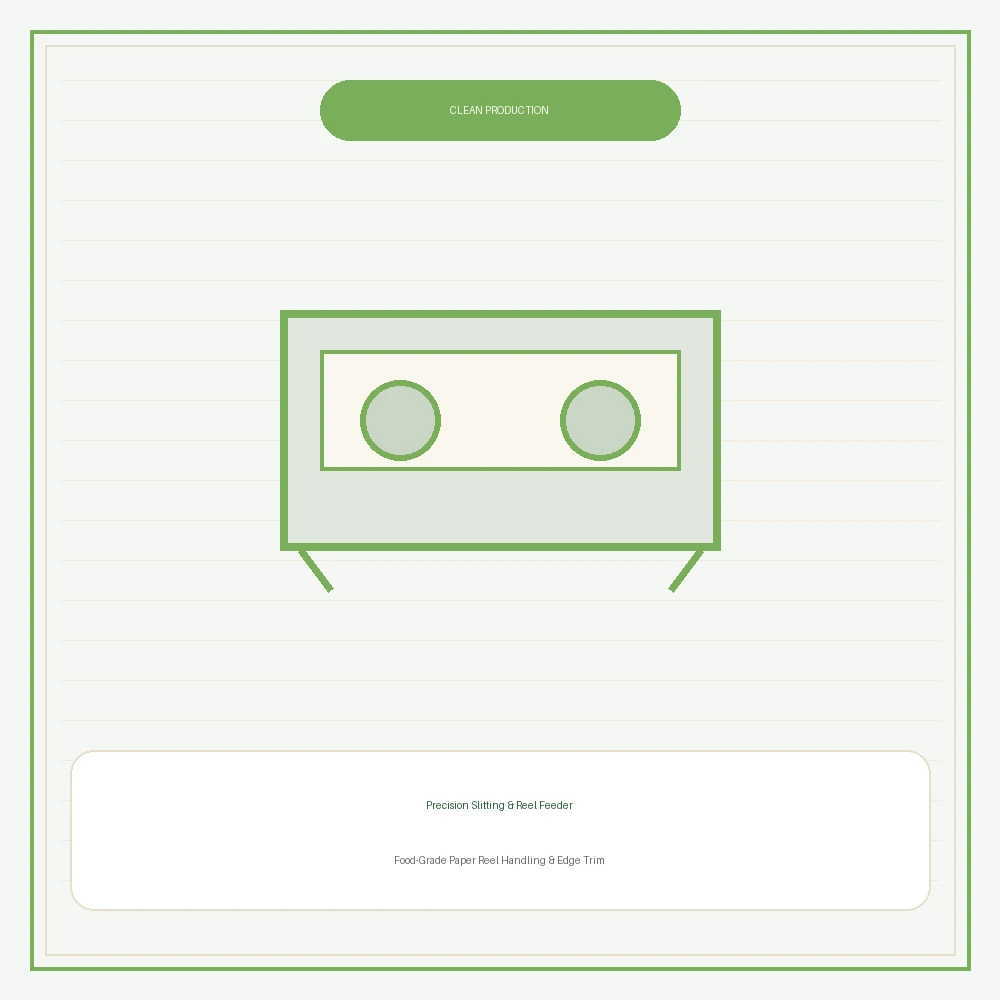 CLEAN PRODUCTION
Precision Slitting & Reel Feeder
Food-Grade Paper Reel Handling & Edge Trim